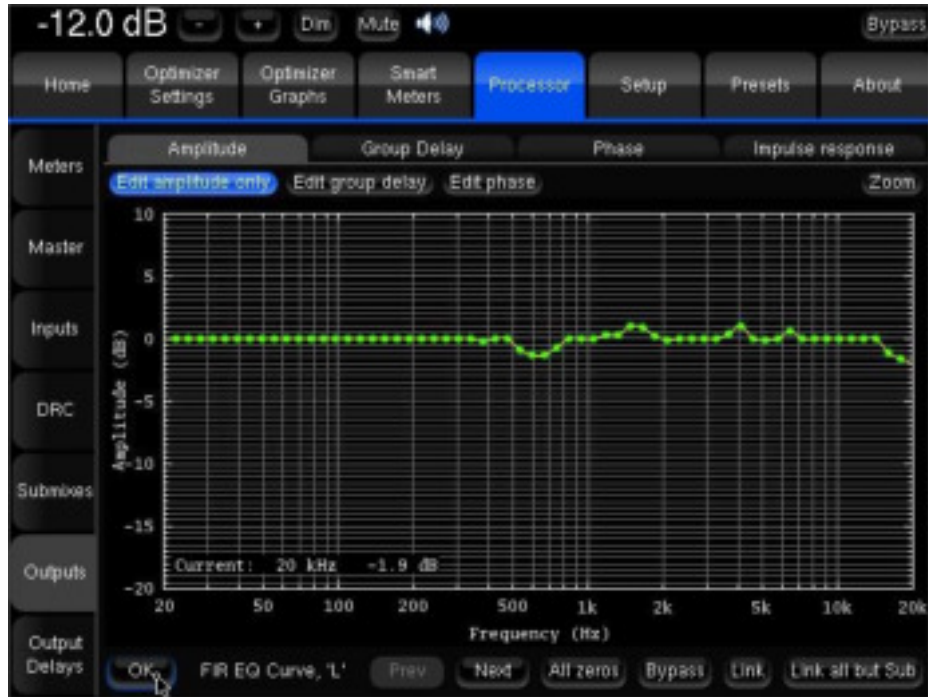 -12.0 dB - + Dim Mute Bypass
Home Optimizer Settings Optimizer Graphs Smart Meters Processor Setup Presets About
Amplitude Group Delay Phase Impulse response
Edit amplitude only Edit group delay Edit phase Zoom
Meters
Master
Inputs
DRC
Submixes
Outputs
Output Delays
Amplitude (dB)
10
5
0
-5
-10
-15
-20
Current: 20 kHz -1.9 dB
20 50 100 200 500 1k 2k 5k 10k 20k
Frequency (Hz)
OK FIR EQ Curve, 'L' Prev Next All zeros Bypass Link Link all but Sub